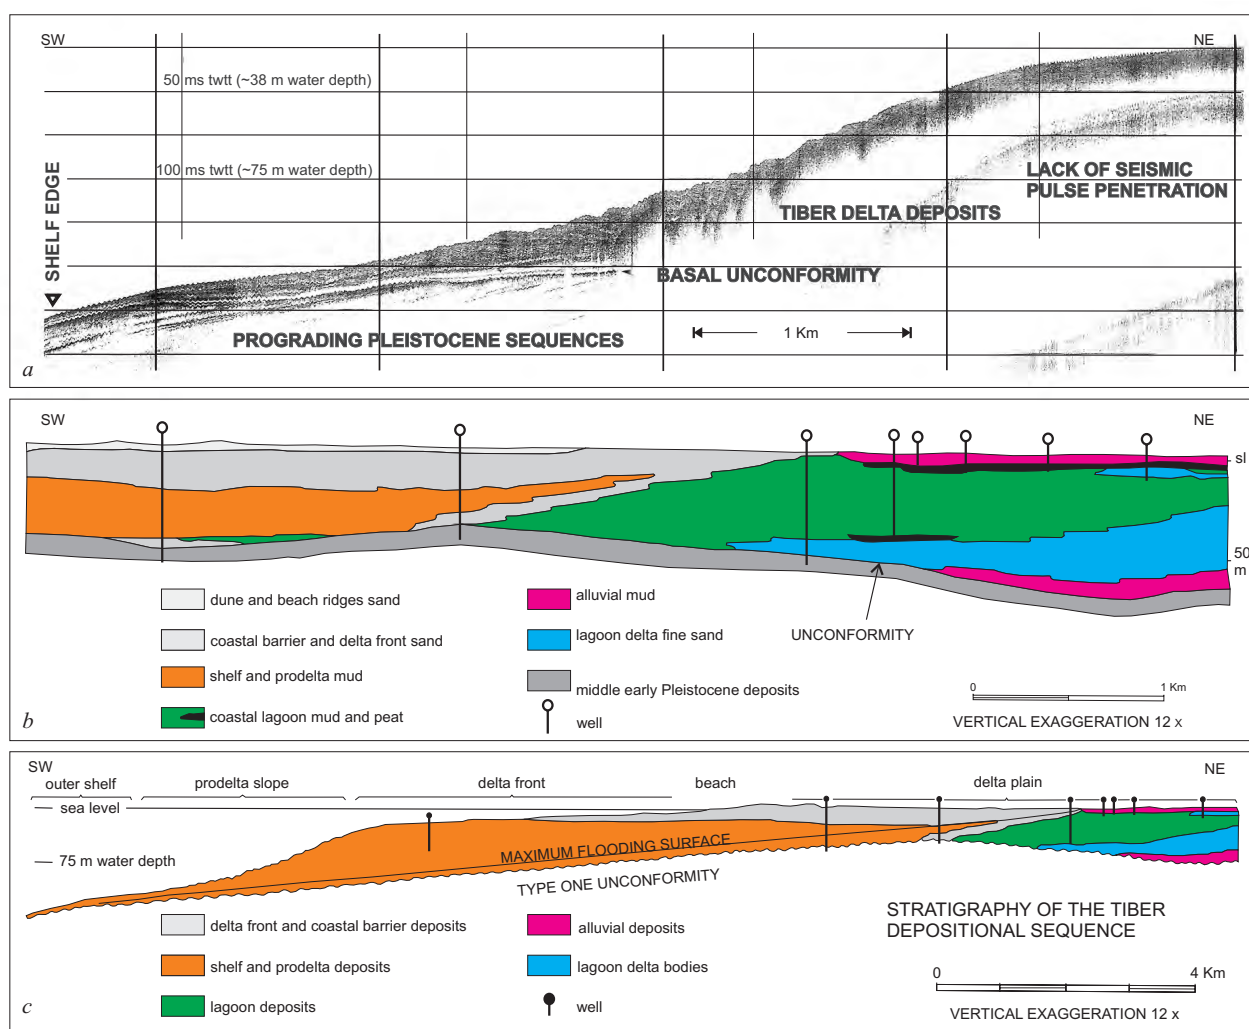 SW
NE
50 ms twtt (~38 m water depth)
100 ms twtt (~75 m water depth)
SHELF EDGE
LACK OF SEISMIC
PULSE PENETRATION
TIBER DELTA DEPOSITS
BASAL UNCONFORMITY
PROGRADING PLEISTOCENE SEQUENCES
1 Km
a
SW
NE
sl
50
m
UNCONFORMITY
dune and beach ridges sand
coastal barrier and delta front sand
shelf and prodelta mud
coastal lagoon mud and peat
alluvial mud
lagoon delta fine sand
middle early Pleistocene deposits
well
0
1 Km
VERTICAL EXAGGERATION 12 x
b
SW
NE
outer shelf
prodelta slope
delta front
beach
delta plain
sea level
75 m water depth
MAXIMUM FLOODING SURFACE
TYPE ONE UNCONFORMITY
delta front and coastal barrier deposits
shelf and prodelta deposits
lagoon deposits
alluvial deposits
lagoon delta bodies
well
STRATIGRAPHY OF THE TIBER
DEPOSITIONAL SEQUENCE
0
4 Km
VERTICAL EXAGGERATION 12 x
c